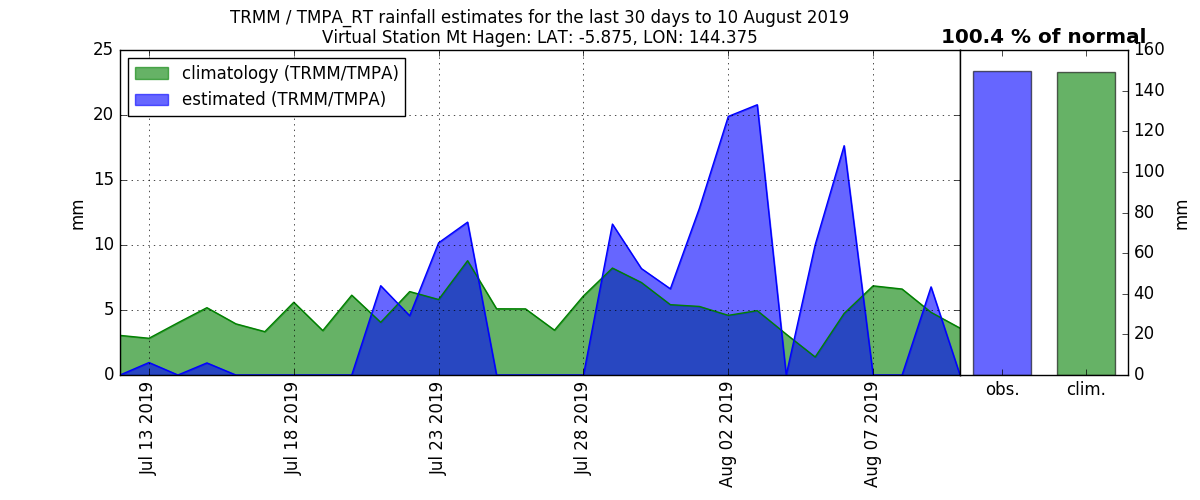 TRMM / TMPA_RT rainfall estimates for the last 30 days to 10 August 2019
Virtual Station Mt Hagen: LAT: -5.875, LON: 144.375
100.4 % of normal
climatology (TRMM/TMPA)
estimated (TRMM/TMPA)
25
20
15
10
5
0
mm
160
140
120
100
80
60
40
20
0
mm
obs.
clim.
Jul 13 2019
Jul 18 2019
Jul 23 2019
Jul 28 2019
Aug 02 2019
Aug 07 2019